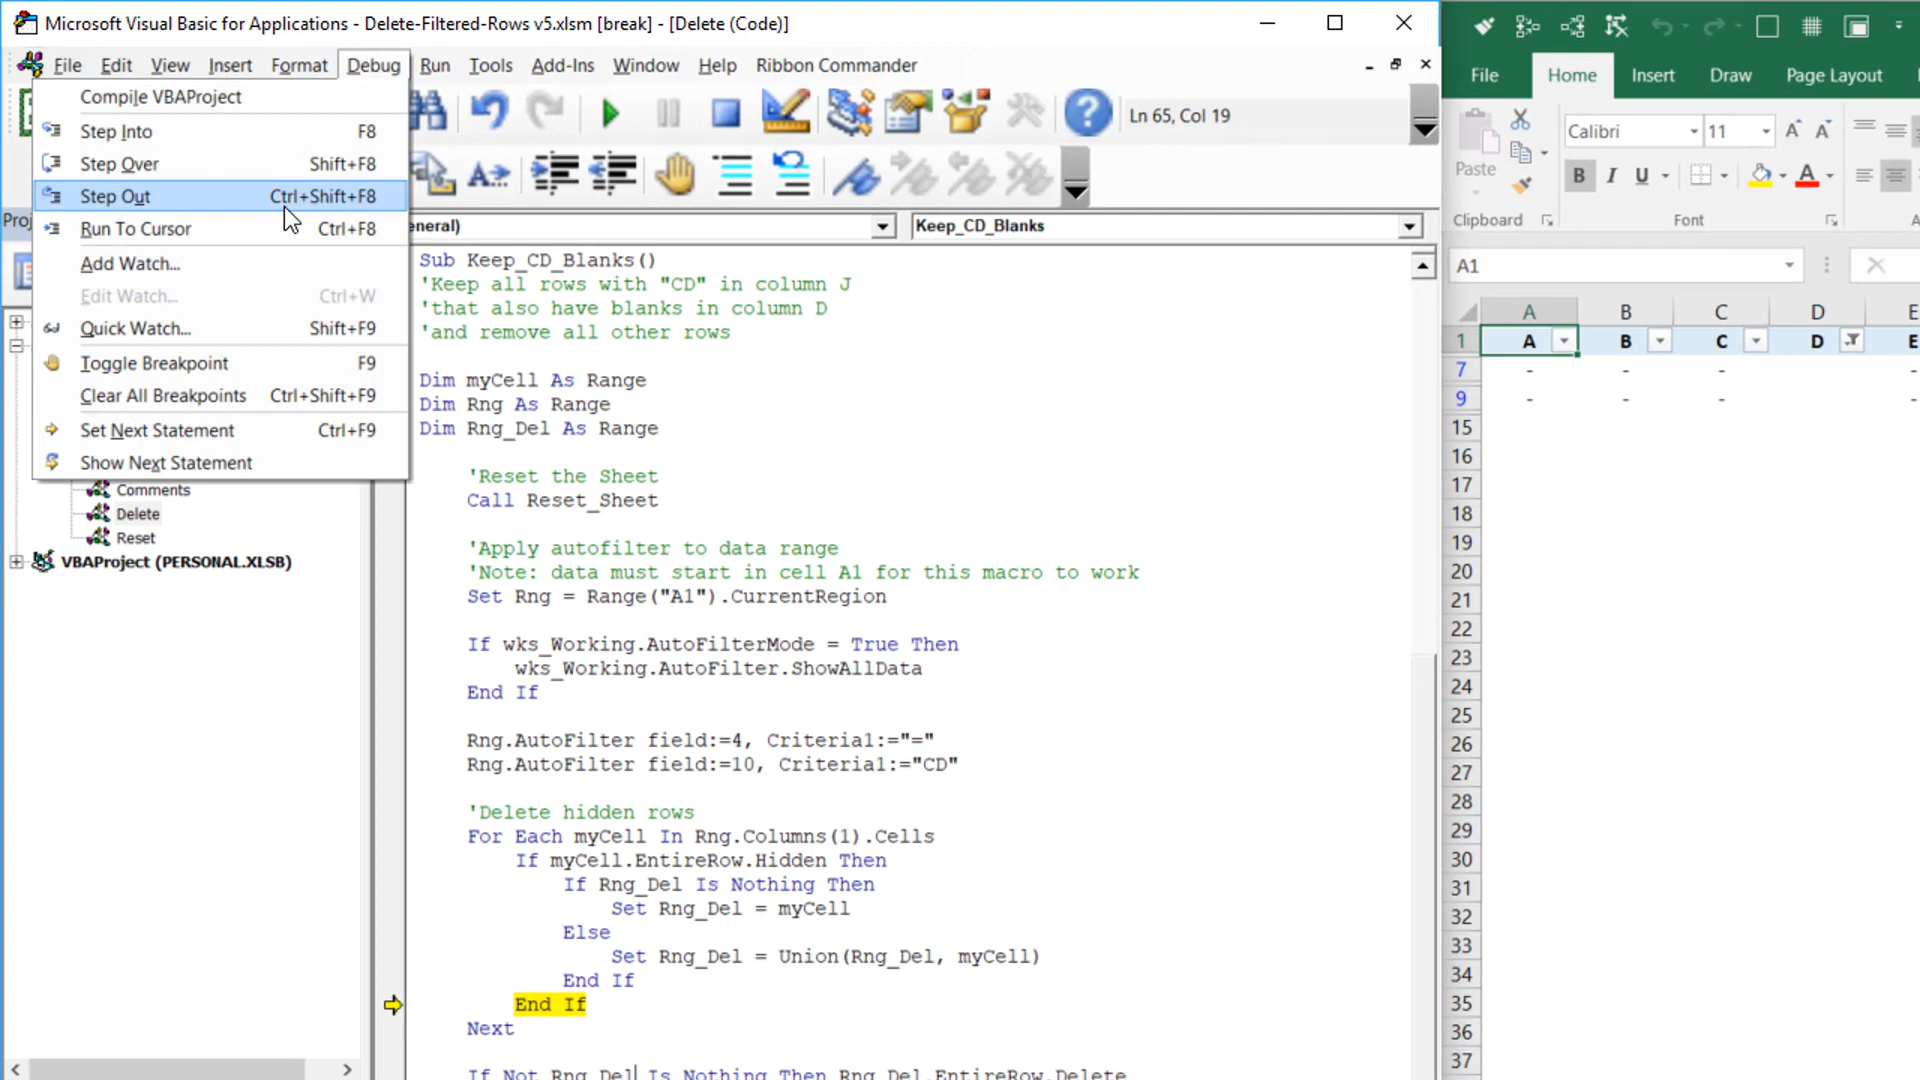 Microsoft Visual Basic for Applications - Delete-Filtered-Rows v5.xlsm [break] - [Delete (Code)]
File Edit View Insert Format Debug Run Tools Add-Ins Window Help Ribbon Commander
Compile VBAProject
Step Into F8
Step Over Shift+F8
Step Out Ctrl+Shift+F8
Run To Cursor Ctrl+F8
Add Watch...
Edit Watch... Ctrl+W
Quick Watch... Shift+F9
Toggle Breakpoint F9
Clear All Breakpoints Ctrl+Shift+F9
Set Next Statement Ctrl+F9
Show Next Statement
Comments
Delete
Reset
VBAProject (PERSONAL.XLSB)
Ln 65, Col 19
Keep_CD_Blanks
Sub Keep_CD_Blanks()
'Keep all rows with "CD" in column J
'that also have blanks in column D
'and remove all other rows
Dim myCell As Range
Dim Rng As Range
Dim Rng_Del As Range
'Reset the Sheet
Call Reset_Sheet
'Apply autofilter to data range
'Note: data must start in cell A1 for this macro to work
Set Rng = Range("A1").CurrentRegion
If wks_Working.AutoFilterMode = True Then
wks_Working.AutoFilter.ShowAllData
End If
Rng.AutoFilter field:=4, Criteria1:="="
Rng.AutoFilter field:=10, Criteria1:="CD"
'Delete hidden rows
For Each myCell In Rng.Columns(1).Cells
If myCell.EntireRow.Hidden Then
If Rng_Del Is Nothing Then
Set Rng_Del = myCell
Else
Set Rng_Del = Union(Rng_Del, myCell)
End If
End If
Next
If Not Rng_Del Is Nothing Then Rng_Del.EntireRow.Delete
File Home Insert Draw Page Layout
Paste
Calibri 11
B I U A
Clipboard Font
A1
A B C D E
1 A B C D E
7 - - - -
9 - - - -
15
16
17
18
19
20
21
22
23
24
25
26
27
28
29
30
31
32
33
34
35
36
37